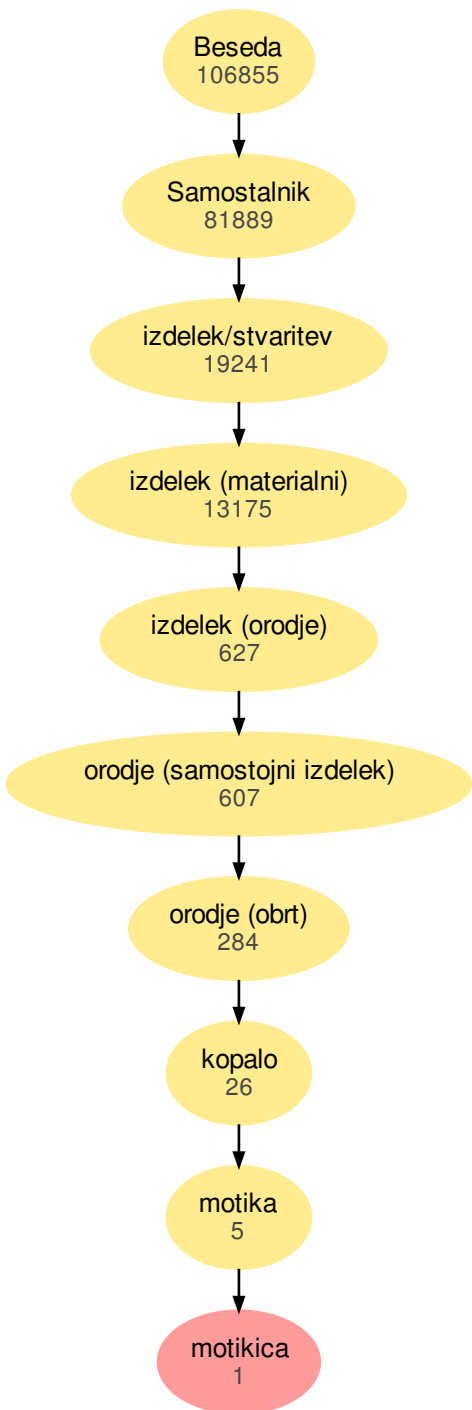 Beseda
106855
Samostalnik
81889
izdelek/stvaritev
19241
izdelek (materialni)
13175
izdelek (orodje)
627
orodje (samostojni izdelek)
607
orodje (obrt)
284
kopalo
26
motika
5
motikica
1